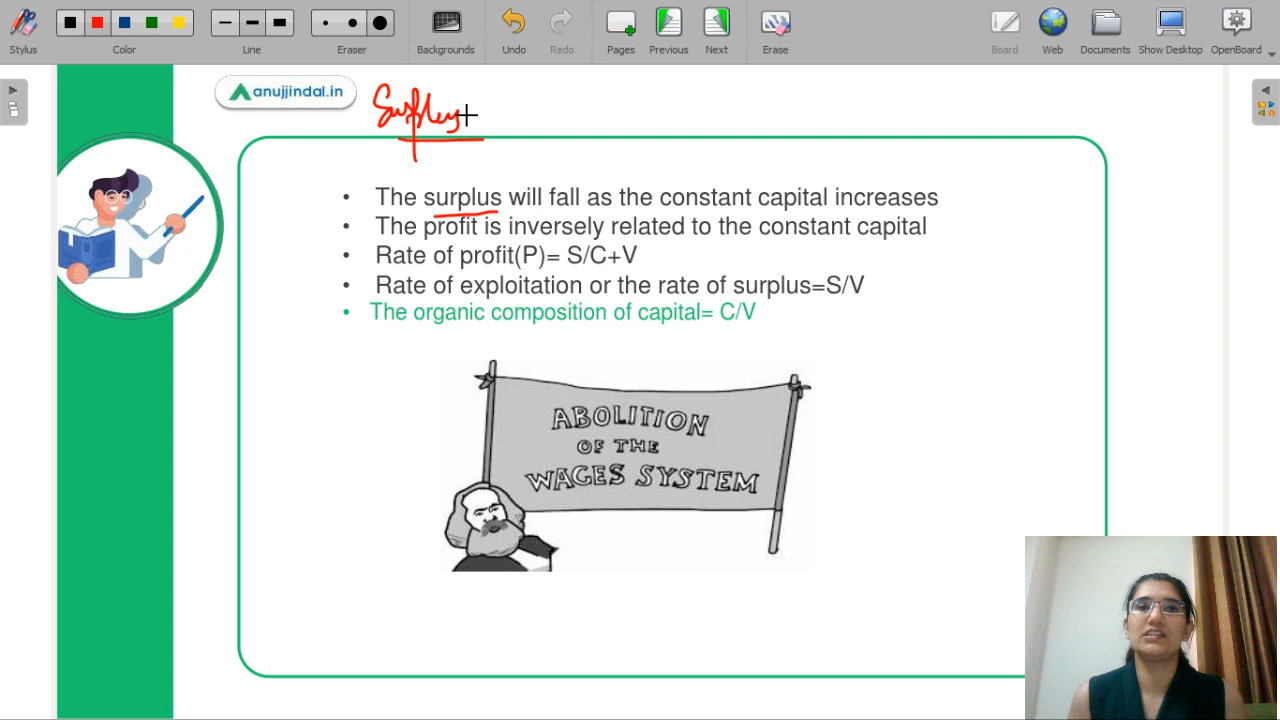 Stylus
Color
Line
Eraser
Backgrounds
Undo
Redo
Pages
Previous
Next
Erase
Board
Web
Documents
Show Desktop
OpenBoard
anujjindal.in
Surplus
• The surplus will fall as the constant capital increases
• The profit is inversely related to the constant capital
• Rate of profit(P)= S/C+V
• Rate of exploitation or the rate of surplus=S/V
• The organic composition of capital= C/V
ABOLITION
OF THE
WAGES SYSTEM